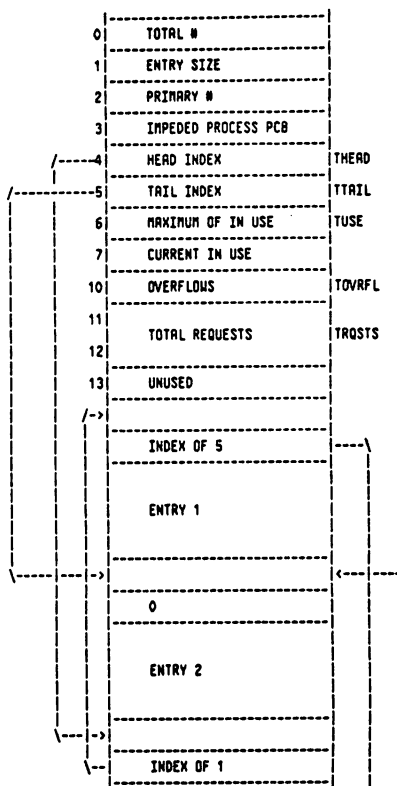 0 TOTAL #
1 ENTRY SIZE
2 PRIMARY #
3 IMPEDED PROCESS PCB
4 HEAD INDEX THEAD
5 TAIL INDEX TTAIL
6 MAXIMUM OF IN USE TUSE
7 CURRENT IN USE
10 OVERFLOWS TOVRFL
11
TOTAL REQUESTS TRQSTS
12
13 UNUSED
INDEX OF 5
ENTRY 1
0
ENTRY 2
INDEX OF 1